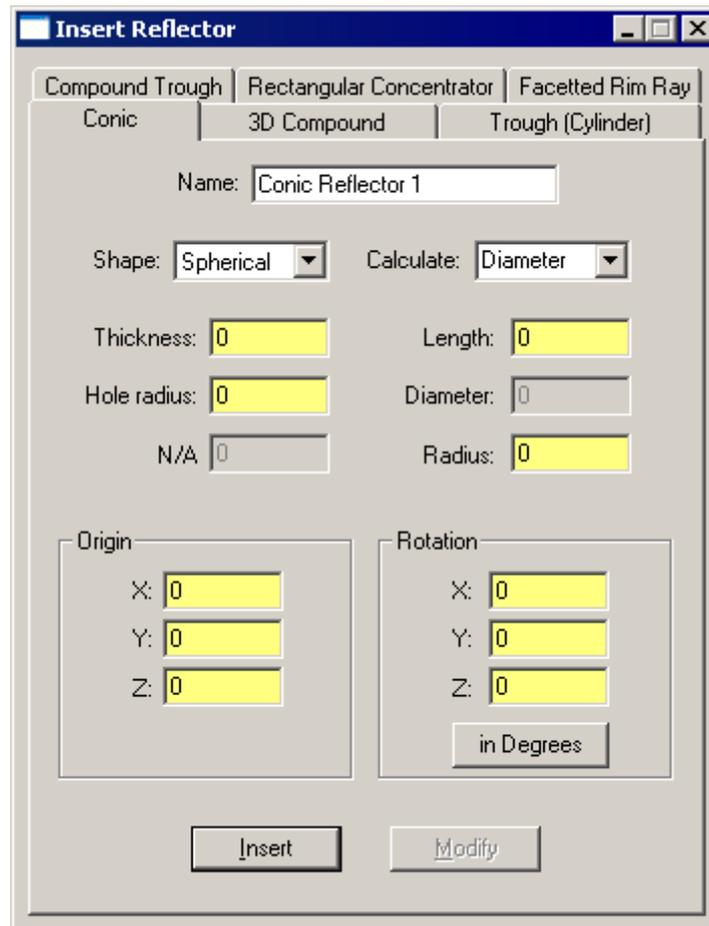 Insert Reflector
Compound Trough Rectangular Concentrator Facetted Rim Ray
Conic 3D Compound Trough (Cylinder)
Name: Conic Reflector 1
Shape: Spherical Calculate: Diameter
Thickness: 0 Length: 0
Hole radius: 0 Diameter: 0
N/A 0 Radius: 0
Origin Rotation
X: 0 X: 0
Y: 0 Y: 0
Z: 0 Z: 0
in Degrees
Insert Modify